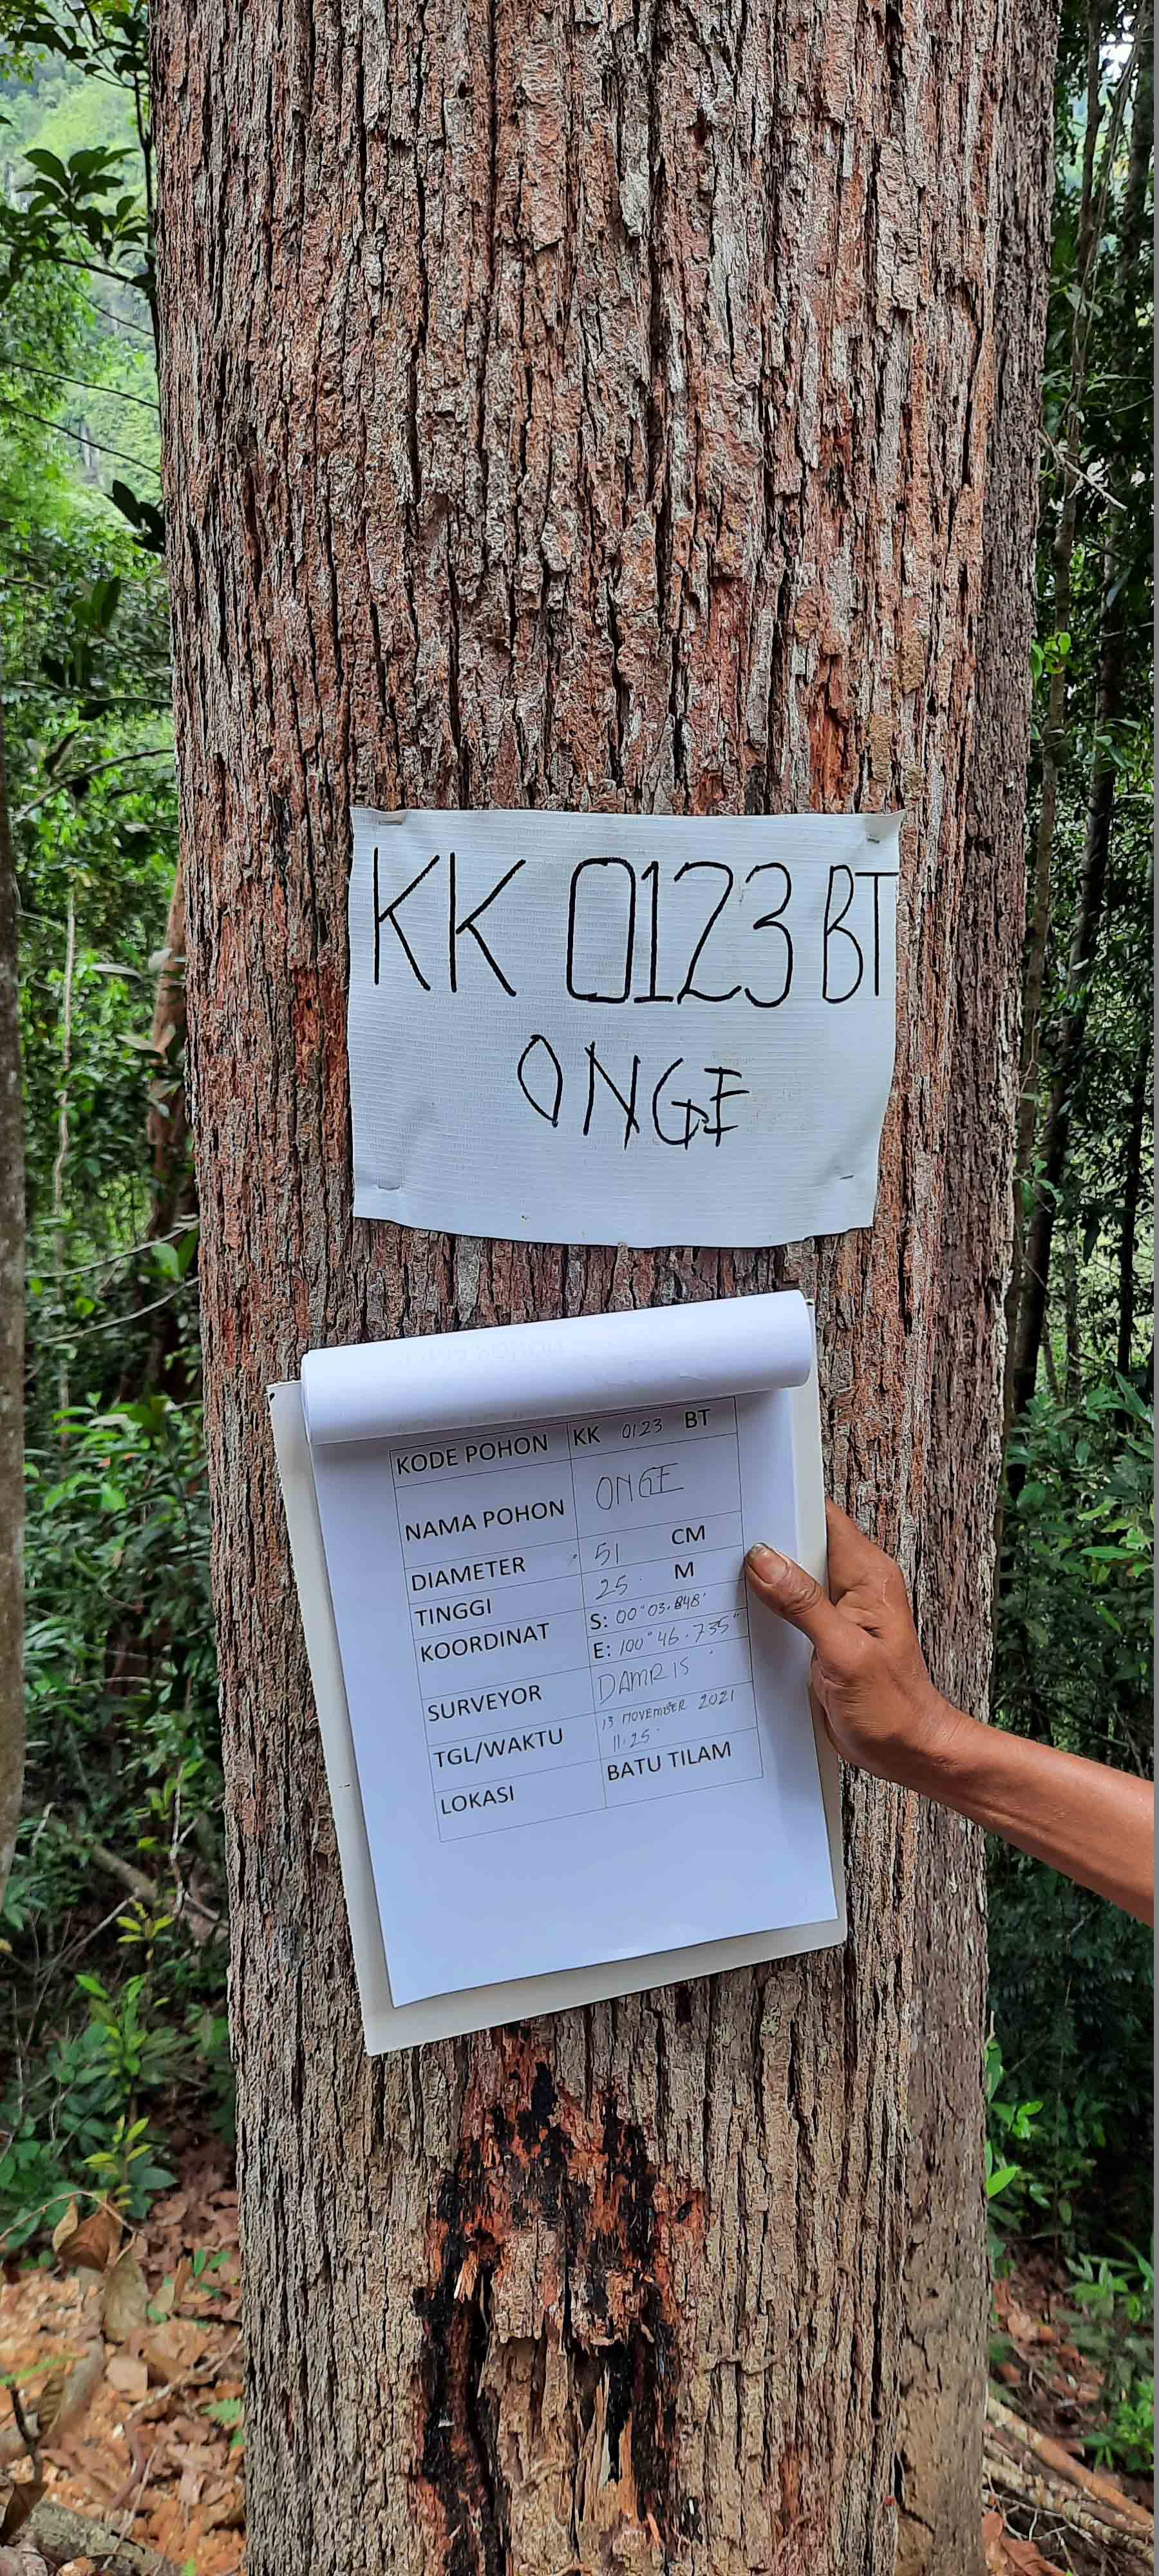 KK 0123 BT
ONGE
KODE POHON KK 0123 BT
NAMA POHON ONGE
DIAMETER 51 CM
TINGGI 25 M
KOORDINAT S: 00°03.848'
E: 100°46.735"
SURVEYOR DAMRIS
TGL/WAKTU 13 NOVEMBER 2021
11.25
LOKASI BATU TILAM